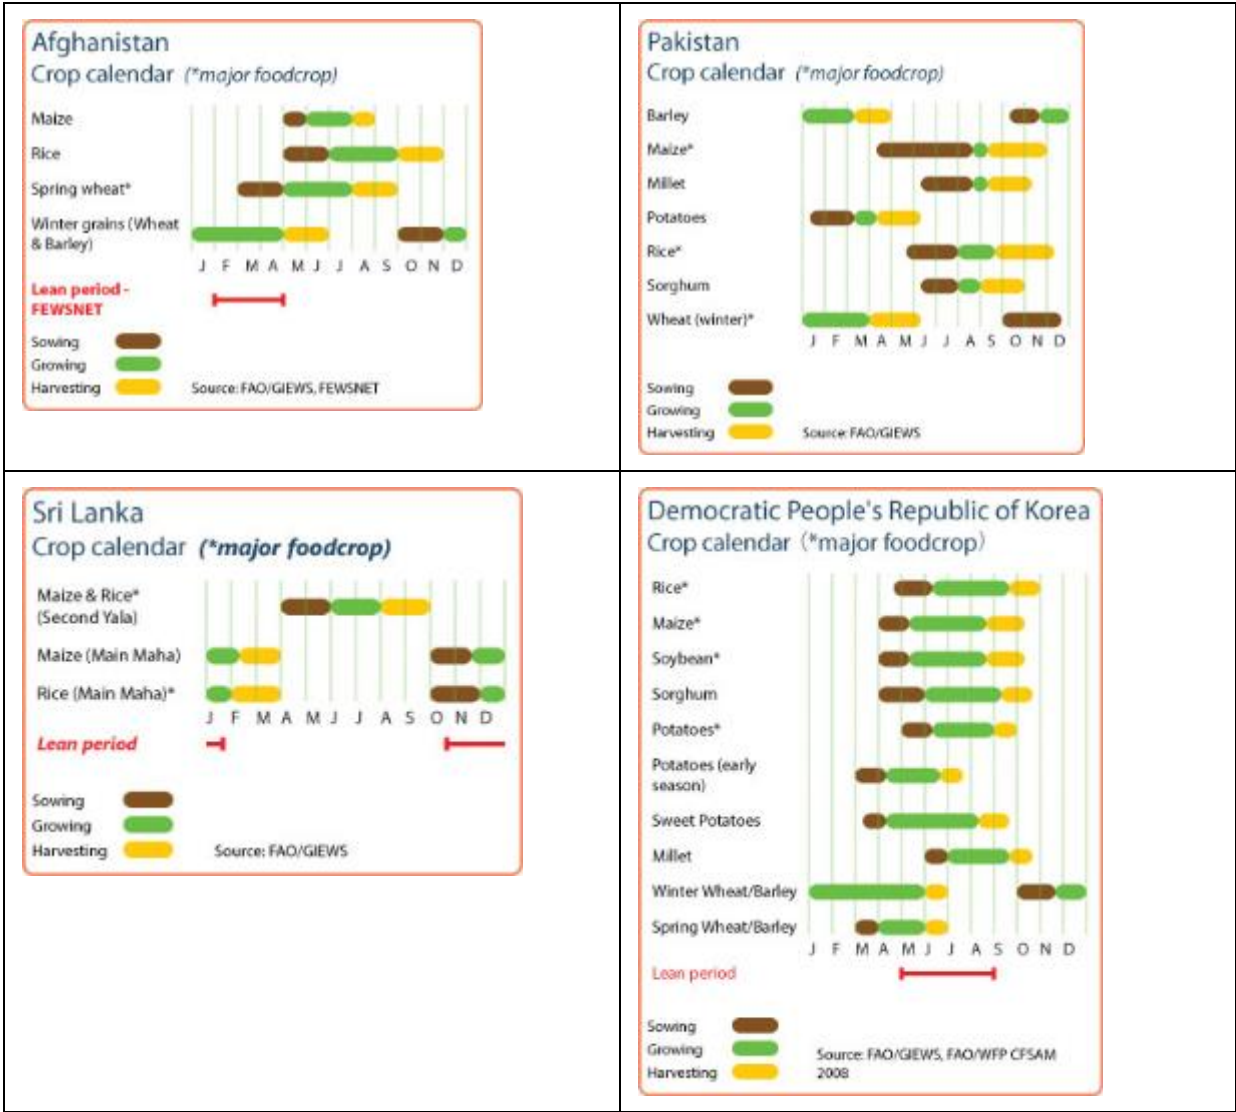 Afghanistan
Crop calendar (*major foodcrop)
Maize
Rice
Spring wheat*
Winter grains (Wheat
& Barley)
J F M A M J J A S O N D
Lean period -
FEWSNET
Sowing
Growing
Harvesting
Source: FAO/GIEWS, FEWSNET
Pakistan
Crop calendar (*major foodcrop)
Barley
Maize*
Millet
Potatoes
Rice*
Sorghum
Wheat (winter)*
J F M A M J J A S O N D
Sowing
Growing
Harvesting
Source: FAO/GIEWS
Sri Lanka
Crop calendar (*major foodcrop)
Maize & Rice*
(Second Yala)
Maize (Main Maha)
Rice (Main Maha)*
J F M A M J J A S O N D
Lean period
Sowing
Growing
Harvesting
Source: FAO/GIEWS
Democratic People's Republic of Korea
Crop calendar (*major foodcrop)
Rice*
Maize*
Soybean*
Sorghum
Potatoes*
Potatoes (early
season)
Sweet Potatoes
Millet
Winter Wheat/Barley
Spring Wheat/Barley
J F M A M J J A S O N D
Lean period
Sowing
Growing
Harvesting
Source: FAO/GIEWS, FAO/WFP CFSAM
2008